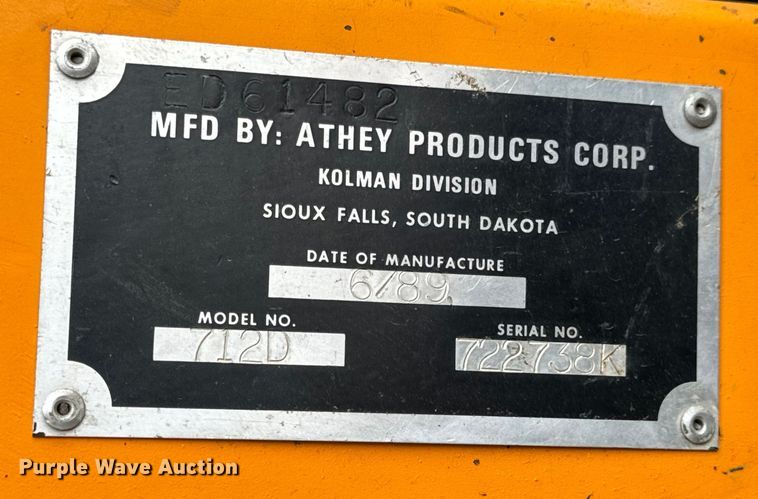 ED61482
MFD BY: ATHEY PRODUCTS CORP.
KOLMAN DIVISION
SIOUX FALLS, SOUTH DAKOTA
DATE OF MANUFACTURE
6/89
MODEL NO.
712D
SERIAL NO.
722738K
Purple Wave Auction